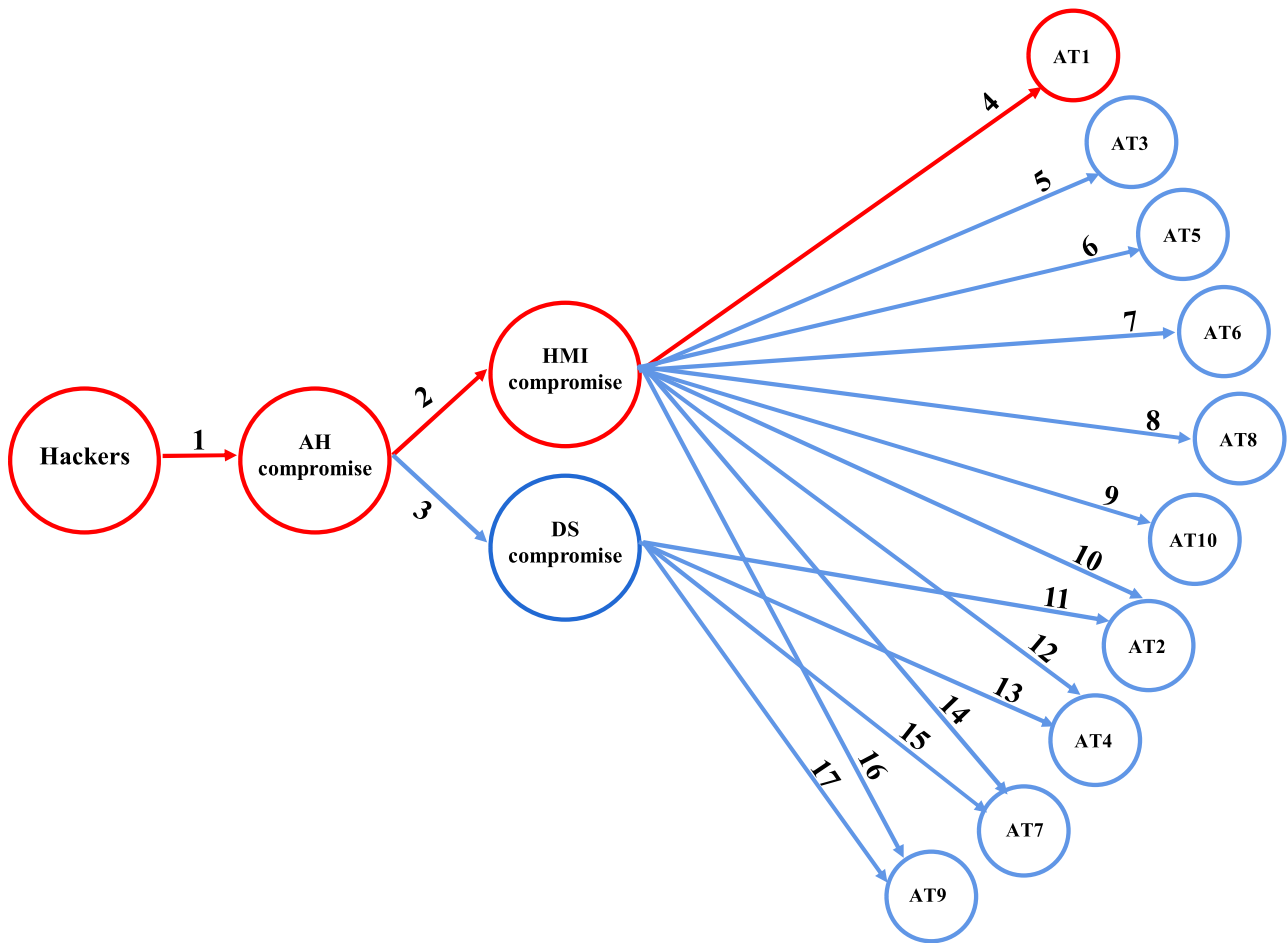 AT1
4
AT3
5
AT5
6
AT6
7
HMI
compromise
2
8
AT8
1
Hackers
AH
compromise
9
3
DS
compromise
AT10
10
11
AT2
12
13
14
15
AT4
16
17
AT7
AT9